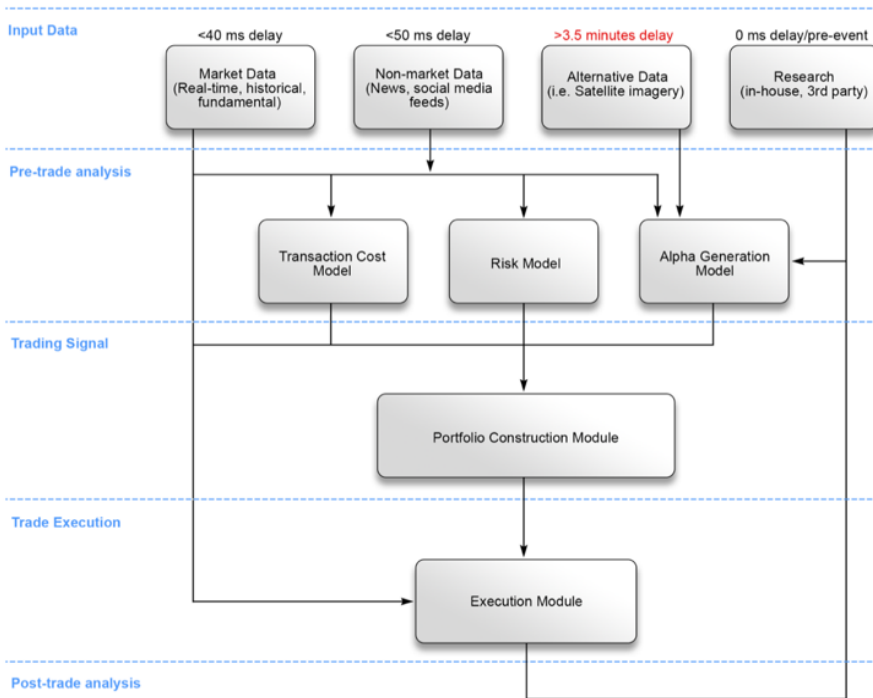 Input Data
<40 ms delay
<50 ms delay
>3.5 minutes delay
0 ms delay/pre-event
Market Data
(Real-time, historical,
fundamental)
Non-market Data
(News, social media
feeds)
Alternative Data
(i.e. Satellite imagery)
Research
(in-house, 3rd party)
Pre-trade analysis
Transaction Cost
Model
Risk Model
Alpha Generation
Model
Trading Signal
Portfolio Construction Module
Trade Execution
Execution Module
Post-trade analysis